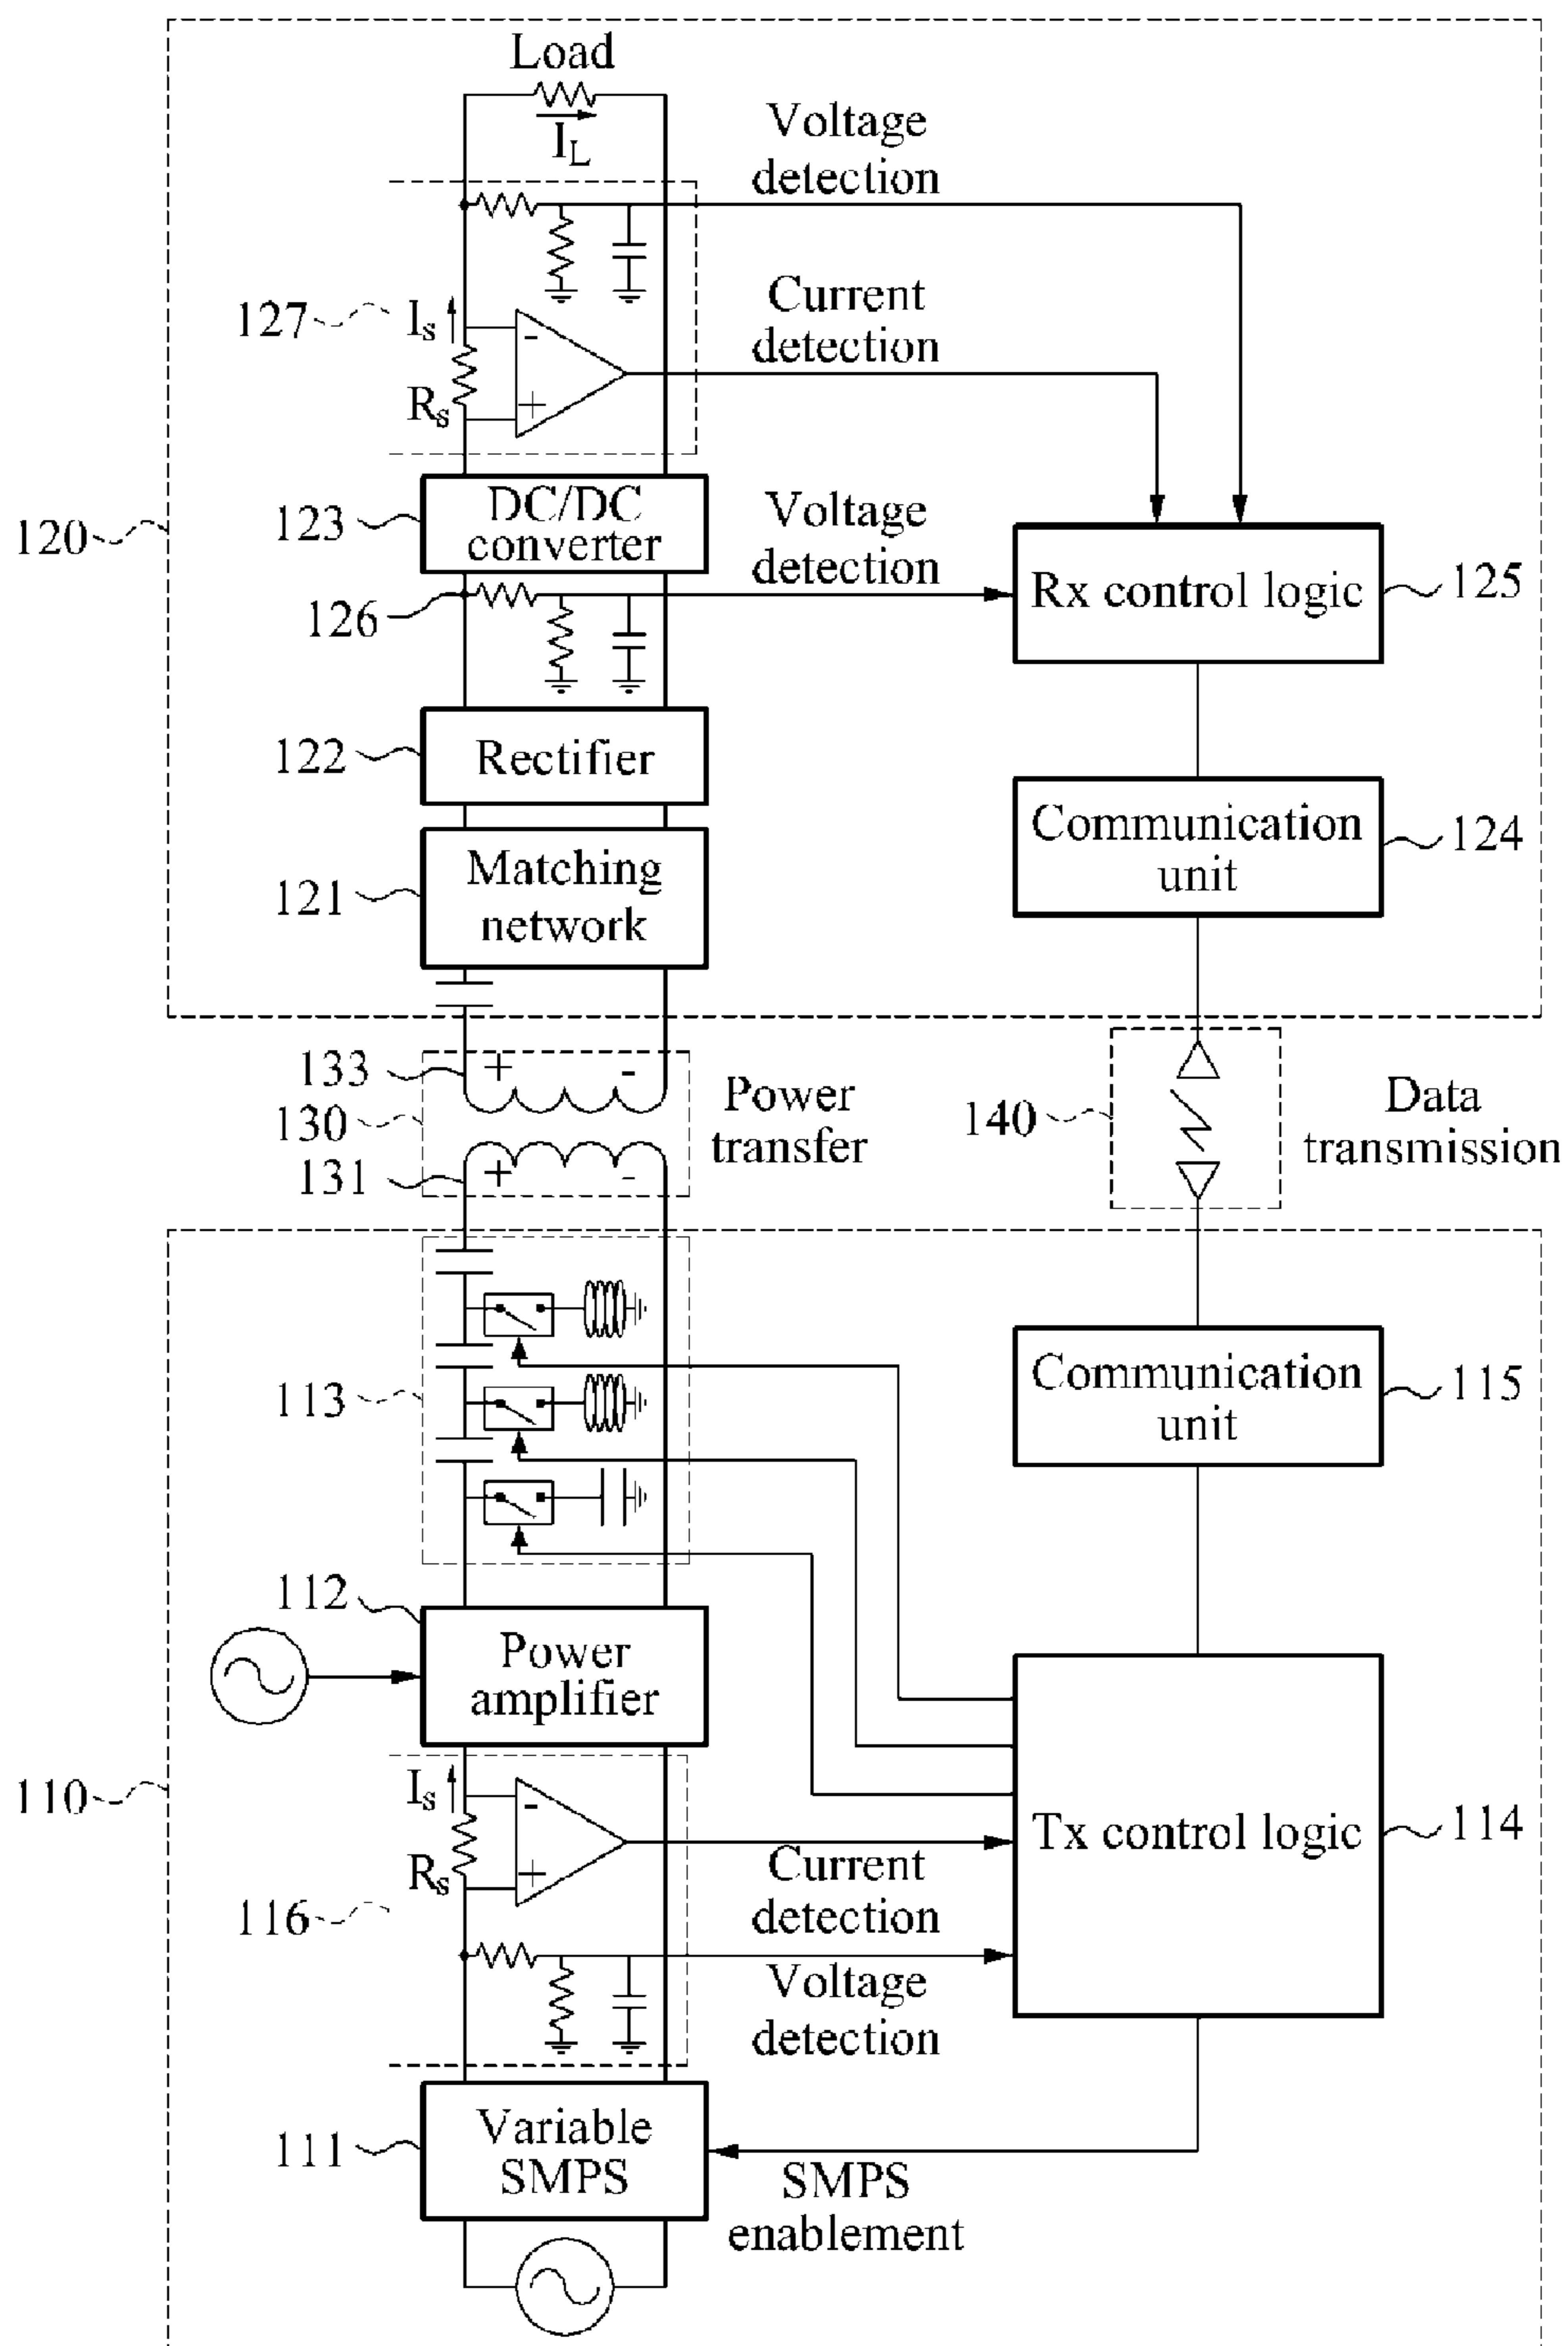 Load
I_L
Voltage
detection
127
I_s
R_s
-
+
Current
detection
123
DC/DC
converter
120
Voltage
detection
126
Rx control logic
125
122
Rectifier
121
Matching
network
Communication
unit
124
133
+ -
130
Power
transfer
131
+ -
140
Data
transmission
113
Communication
unit
115
112
Power
amplifier
110
I_s
R_s
-
+
116
Current
detection
Voltage
detection
Tx control logic
114
111
Variable
SMPS
SMPS
enablement